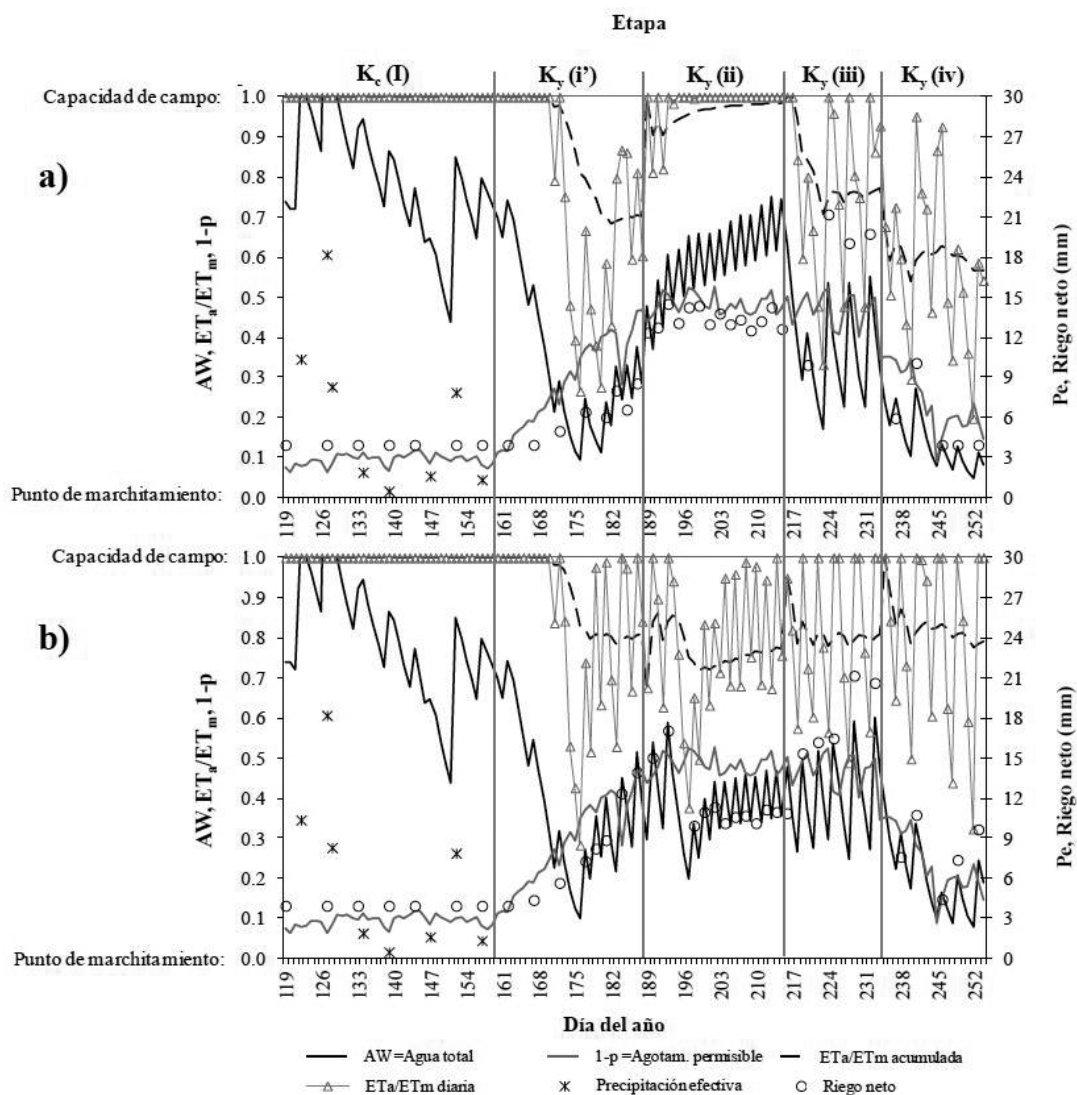 Etapa
Kc (I) Ky (i’) Ky (ii) Ky (iii) Ky (iv)
Capacidad de campo: 1.0 30
0.9 27
a) 0.8 24
0.7 21
0.6 18
0.5 15
0.4 12
0.3 9
0.2 6
0.1 3
Punto de marchitamiento: 0.0 0
AW, ETa/ETm, 1-p
Pe, Riego neto (mm)
119 126 133 140 147 154 161 168 175 182 189 196 203 210 217 224 231 238 245 252
Capacidad de campo: 1.0 30
0.9 27
b) 0.8 24
0.7 21
0.6 18
0.5 15
0.4 12
0.3 9
0.2 6
0.1 3
Punto de marchitamiento: 0.0 0
AW, ETa/ETm, 1-p
Pe, Riego neto (mm)
119 126 133 140 147 154 161 168 175 182 189 196 203 210 217 224 231 238 245 252
Día del año
AW=Agua total 1-p =Agotam. permisible ETa/ETm acumulada
ETa/ETm diaria Precipitación efectiva Riego neto